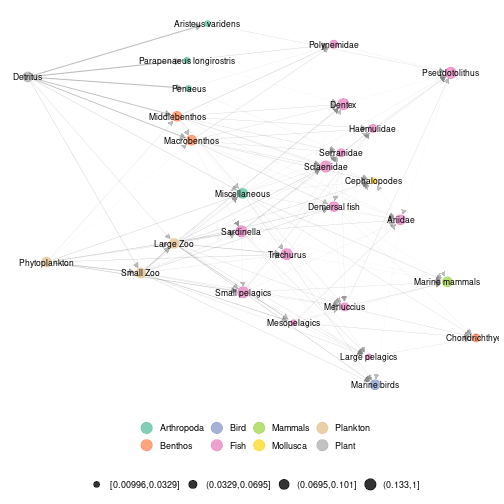 Aristeus varidens
Polynemidae
Parapenaeus longirostris
Pseudotolithus
Detritus
Penaeus
Dentex
Middlebenthos
Haemulidae
Macrobenthos
Serranidae
Sciaenidae
Cephalopodes
Miscellaneous
Demersal fish
Ariidae
Sardinella
Large Zoo
Trachurus
Phytoplankton
Small Zoo
Marine mammals
Small pelagics
Merluccius
Mesopelagics
Chondrichthye
Large pelagics
Marine birds
Arthropoda Bird Mammals Plankton
Benthos Fish Mollusca Plant
[0.00996,0.0329] (0.0329,0.0695] (0.0695,0.101] (0.133,1]